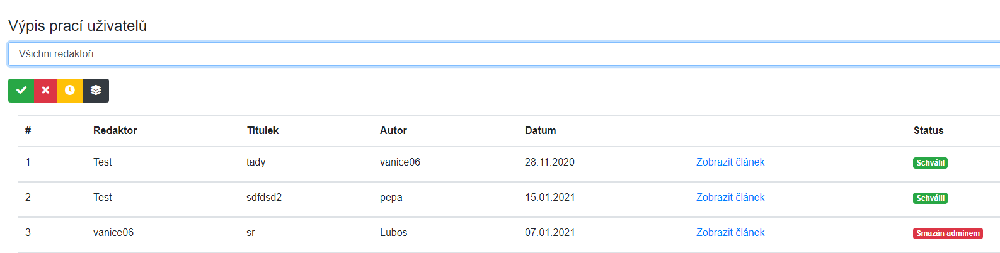 Výpis prací uživatelů
Všichni redaktoři
# Redaktor Titulek Autor Datum Status
1 Test tady vanice06 28.11.2020 Zobrazit článek Schválil
2 Test sdfdsd2 pepa 15.01.2021 Zobrazit článek Schválil
3 vanice06 sr Lubos 07.01.2021 Zobrazit článek Smazán adminem